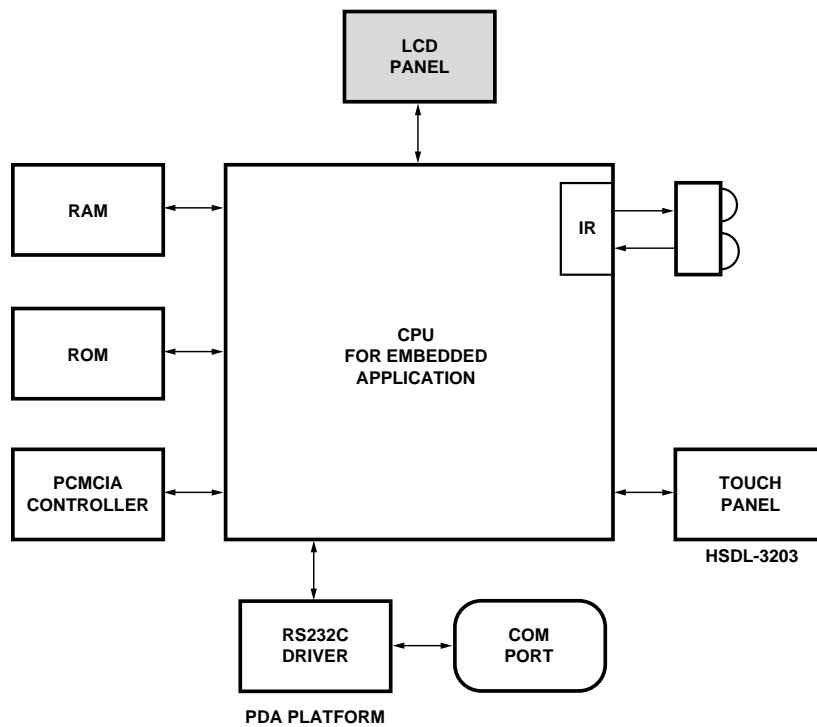 LCD
PANEL
RAM
IR
ROM
CPU
FOR EMBEDDED
APPLICATION
PCMCIA
CONTROLLER
TOUCH
PANEL
HSDL-3203
RS232C
DRIVER
COM
PORT
PDA PLATFORM